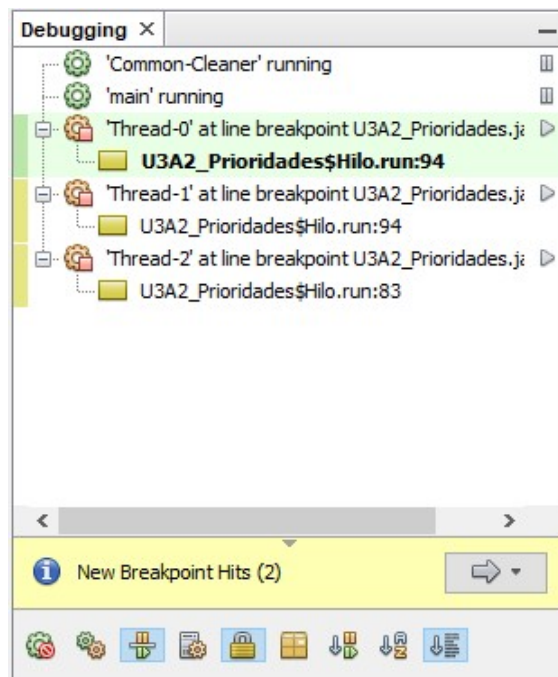 Debugging
'Common-Cleaner' running
'main' running
'Thread-0' at line breakpoint U3A2_Prioridades.ja
U3A2_Prioridades$Hilo.run:94
'Thread-1' at line breakpoint U3A2_Prioridades.ja
U3A2_Prioridades$Hilo.run:94
'Thread-2' at line breakpoint U3A2_Prioridades.ja
U3A2_Prioridades$Hilo.run:83
New Breakpoint Hits (2)